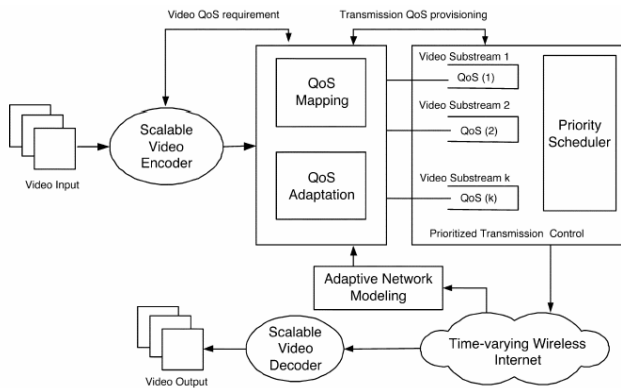 Video QoS requirement
Transmission QoS provisioning
Video Substream 1
QoS (1)
Video Substream 2
QoS (2)
Video Substream k
QoS (k)
Priority
Scheduler
Prioritized Transmission Control
QoS
Mapping
QoS
Adaptation
Scalable
Video
Encoder
Video Input
Adaptive Network
Modeling
Time-varying Wireless
Internet
Scalable
Video
Decoder
Video Output